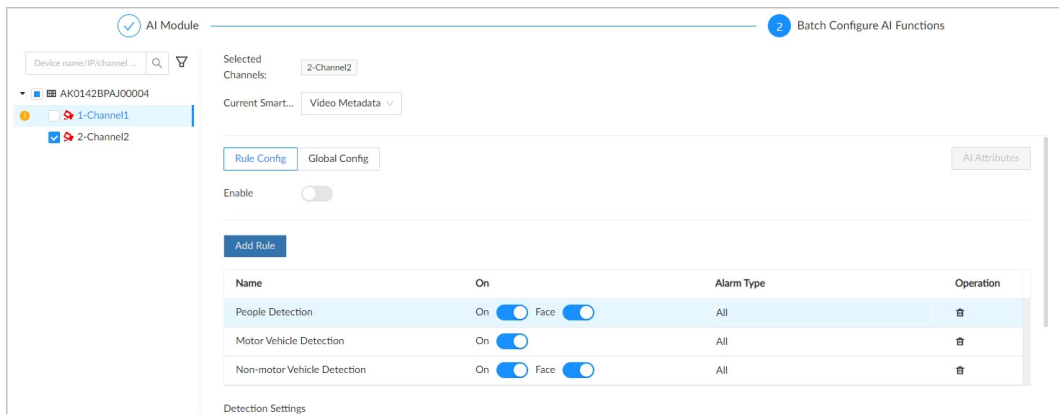 AI Module
2 Batch Configure AI Functions
Device name/IP/channel ...
AK0142BPAJ00004
1-Channel1
2-Channel2
Selected
Channels:
2-Channel2
Current Smart... Video Metadata
Rule Config Global Config
AI Attributes
Enable
Add Rule
Name On Alarm Type Operation
People Detection On Face All
Motor Vehicle Detection On All
Non-motor Vehicle Detection On Face All
Detection Settings